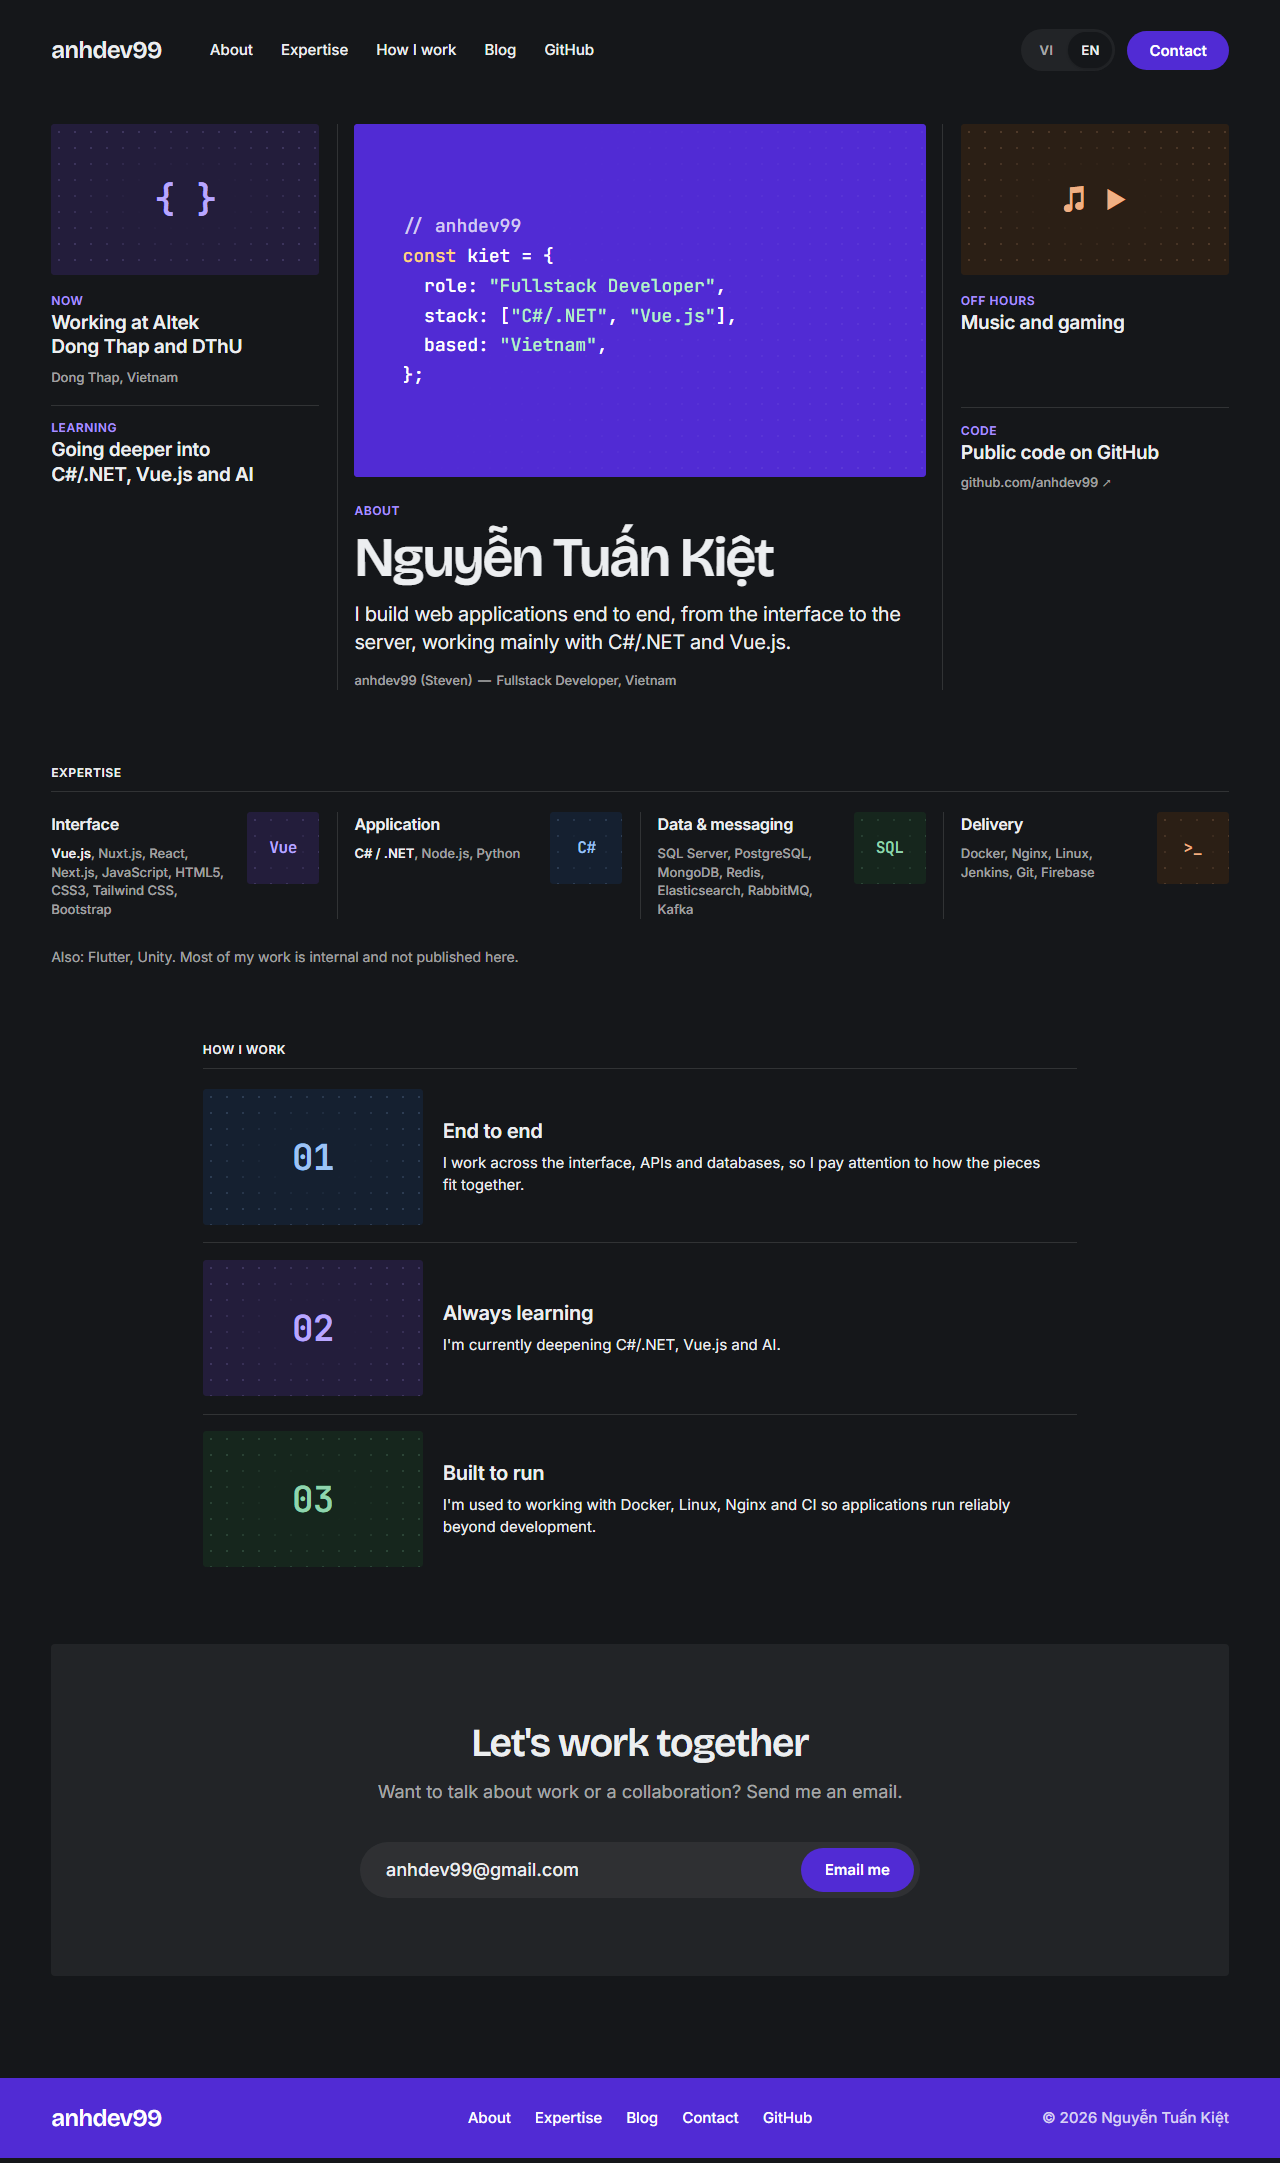 anhdev99
About
Expertise
How I work
Blog
GitHub
VI
EN
Contact
{ }
NOW
Working at Altek
Dong Thap and DThU
Dong Thap, Vietnam
LEARNING
Going deeper into
C#/.NET, Vue.js and AI
// anhdev99
const kiet = {
role: "Fullstack Developer",
stack: ["C#/.NET", "Vue.js"],
based: "Vietnam",
};
ABOUT
Nguyễn Tuấn Kiệt
I build web applications end to end, from the interface to the
server, working mainly with C#/.NET and Vue.js.
anhdev99 (Steven) — Fullstack Developer, Vietnam
OFF HOURS
Music and gaming
CODE
Public code on GitHub
github.com/anhdev99 ↗
EXPERTISE
Interface
Vue.js, Nuxt.js, React,
Next.js, JavaScript, HTML5,
CSS3, Tailwind CSS,
Bootstrap
Vue
Application
C# / .NET, Node.js, Python
C#
Data & messaging
SQL Server, PostgreSQL,
MongoDB, Redis,
Elasticsearch, RabbitMQ,
Kafka
SQL
Delivery
Docker, Nginx, Linux,
Jenkins, Git, Firebase
>_
Also: Flutter, Unity. Most of my work is internal and not published here.
HOW I WORK
01
End to end
I work across the interface, APIs and databases, so I pay attention to how the pieces
fit together.
02
Always learning
I'm currently deepening C#/.NET, Vue.js and AI.
03
Built to run
I'm used to working with Docker, Linux, Nginx and CI so applications run reliably
beyond development.
Let's work together
Want to talk about work or a collaboration? Send me an email.
anhdev99@gmail.com
Email me
anhdev99
About
Expertise
Blog
Contact
GitHub
© 2026 Nguyễn Tuấn Kiệt